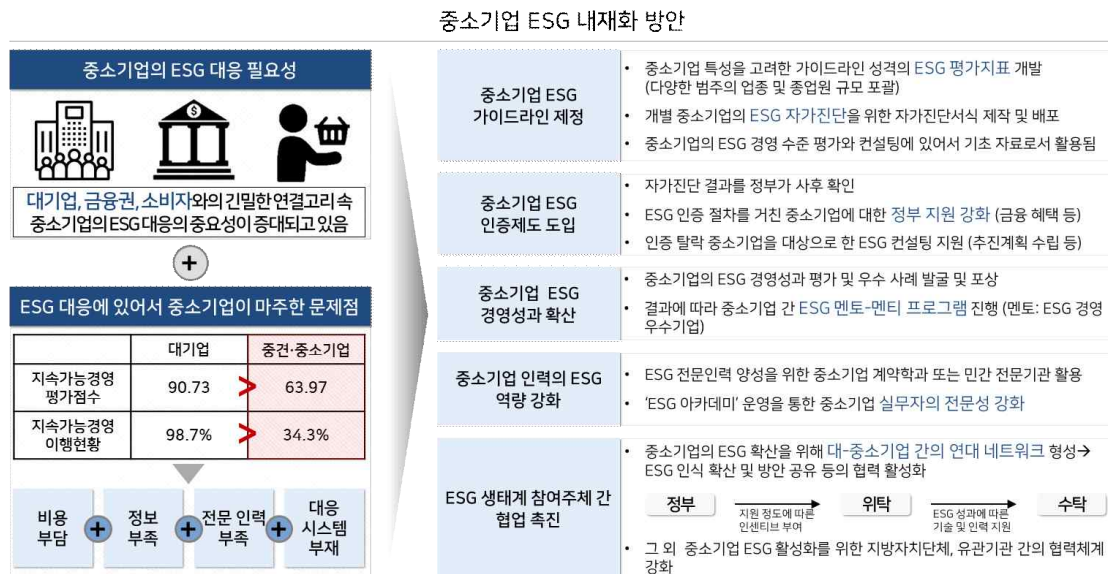 중소기업 ESG 내재화 방안
중소기업의 ESG 대응 필요성
$
대기업, 금융권, 소비자와의 긴밀한 연결고리 속
중소기업의 ESG 대응의 중요성이 증대되고 있음
+
ESG 대응에 있어서 중소기업이 마주한 문제점
대기업 중견·중소기업
지속가능경영
평가점수
90.73 > 63.97
지속가능경영
이행현황
98.7% > 34.3%
비용
부담
+
정보
부족
+
전문 인력
부족
+
대응
시스템
부재
중소기업 ESG
가이드라인 제정
• 중소기업 특성을 고려한 가이드라인 성격의 ESG 평가지표 개발
(다양한 범주의 업종 및 종업원 규모 포괄)
• 개별 중소기업의 ESG 자가진단을 위한 자가진단서식 제작 및 배포
• 중소기업의 ESG 경영 수준 평가와 컨설팅에 있어서 기초 자료로서 활용됨
중소기업 ESG
인증제도 도입
• 자가진단 결과를 정부가 사후 확인
• ESG 인증 절차를 거친 중소기업에 대한 정부 지원 강화 (금융 혜택 등)
• 인증 탈락 중소기업을 대상으로 한 ESG 컨설팅 지원 (추진계획 수립 등)
중소기업 ESG
경영성과 확산
• 중소기업의 ESG 경영성과 평가 및 우수 사례 발굴 및 포상
• 결과에 따라 중소기업 간 ESG 멘토-멘티 프로그램 진행 (멘토: ESG 경영
우수기업)
중소기업 인력의 ESG
역량 강화
• ESG 전문인력 양성을 위한 중소기업 계약학과 또는 민간 전문기관 활용
• ‘ESG 아카데미’ 운영을 통한 중소기업 실무자의 전문성 강화
ESG 생태계 참여주체 간
협업 촉진
• 중소기업의 ESG 확산을 위해 대-중소기업 간의 연대 네트워크 형성→
ESG 인식 확산 및 방안 공유 등의 협력 활성화
정부
지원 정도에 따른
인센티브 부여
위탁
ESG 성과에 따른
기술 및 인력 지원
수탁
• 그 외 중소기업 ESG 활성화를 위한 지방자치단체, 유관기관 간의 협력체계
강화